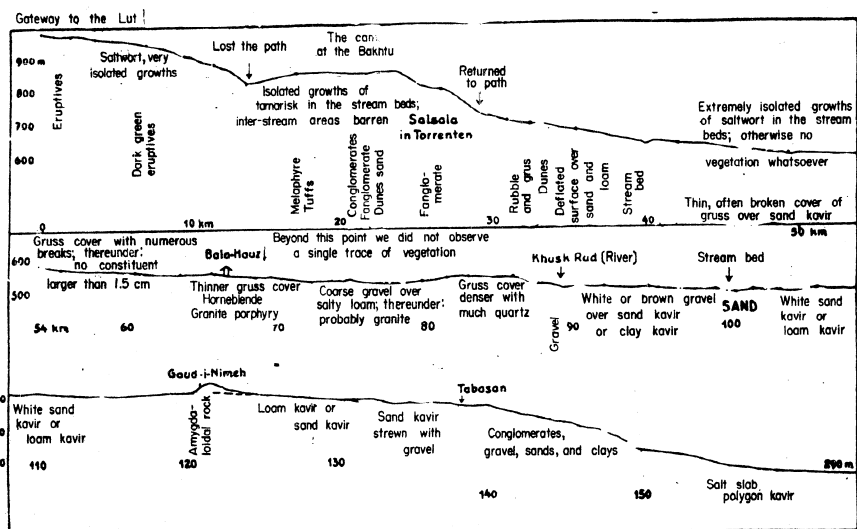 Gateway to the Lut
900 m
800
700
600
Eruptives
Saltwort, very
isolated growths
Dark green
eruptives
Lost the path
The
at the Bakhtu
Isolated growths of
tamarisk in the stream beds;
inter-stream areas barren
Salsola
in Torrenten
Returned
to path
Extremely isolated growths
of saltwort in the stream
beds; otherwise no
vegetation whatsoever
Melaphyre
Tuffs
Conglomerates
Fanglomerate
Dunes sand
Fanglo-
merate
Rubble
and grus
Dunes
Deflated
surface over
sand and
loam
Stream
bed
Thin, often broken cover of
gruss over sand kavir
0
10 km
20
30
40
50 km
600
500
Gruss cover with numerous
breaks; thereunder:
no constituent
larger than 1.5 cm
Bala-Hauz
Beyond this point we did not observe
a single trace of vegetation
Thinner gruss cover
Horneblende
Granite porphyry
Coarse gravel over
salty loam; thereunder:
probably granite
Gruss cover
denser with
much quartz
Khusk Rud (River)
Gravel
White or brown gravel
over sand kavir
or clay kavir
Stream bed
SAND
White sand
kavir or
loam kavir
54 km
60
70
80
90
100
White sand
kavir or
loam kavir
Gaud-i-Nimeh
Amygda-
loidal rock
Loam kavir or
sand kavir
Sand kavir
strewn with
gravel
Tabasan
Conglomerates,
gravel, sands, and clays
Salt slab
polygon kavir
110
120
130
140
150